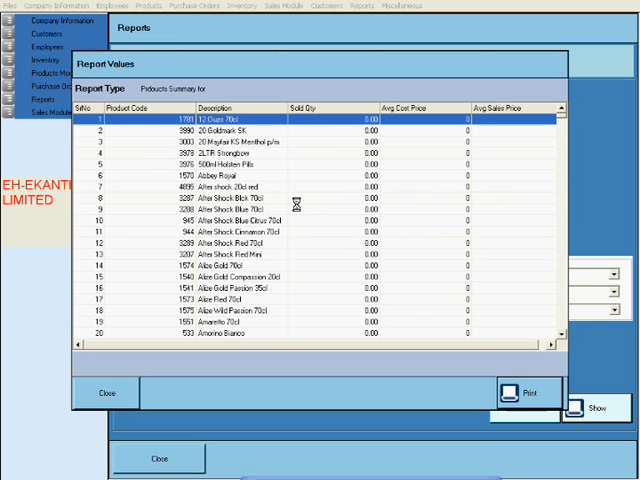 Files Company Information Employees Products Purchase Orders Inventory Sales Module Customers Reports Miscellaneous
Company Information
Customers
Employees
Inventory
Products Mod
Purchase Ord
Reports
Sales Module
EH-EKANTI
LIMITED
Reports
Report Values
Report Type Prdoucts Summary for
SrNo Product Code Description Sold Qty Avg Cost Price Avg Sales Price
1 1781 12 Ouzo 70cl 0.00 0
2 3990 20 Goldmark SK 0.00 0
3 3003 20 Mayfair KS Menthol p/m 0.00 0
4 3978 2LTR Strongbow 0.00 0
5 3976 500ml Holsten Pills 0.00 0
6 1570 Abbey Royal 0.00 0
7 4895 After shock 20cl red 0.00 0
8 3287 After Shock Blck 70cl 0.00 0
9 3288 After Shock Blue 70cl 0.00 0
10 945 After Shock Blue Citrus 70cl 0.00 0
11 944 After Shock Cinnamon 70cl 0.00 0
12 3289 After Shock Red 70cl 0.00 0
13 3207 After Shock Red Mini 0.00 0
14 1574 Alize Gold 70cl 0.00 0
15 1548 Alize Gold Compassion 20cl 0.00 0
16 1541 Alize Gold Passion 35cl 0.00 0
17 1573 Alize Red 70cl 0.00 0
18 1575 Alize Wild Passion 70cl 0.00 0
19 1551 Amaretto 70cl 0.00 0
20 533 Amorino Bianco 0.00 0
Close
Print
Show
Close